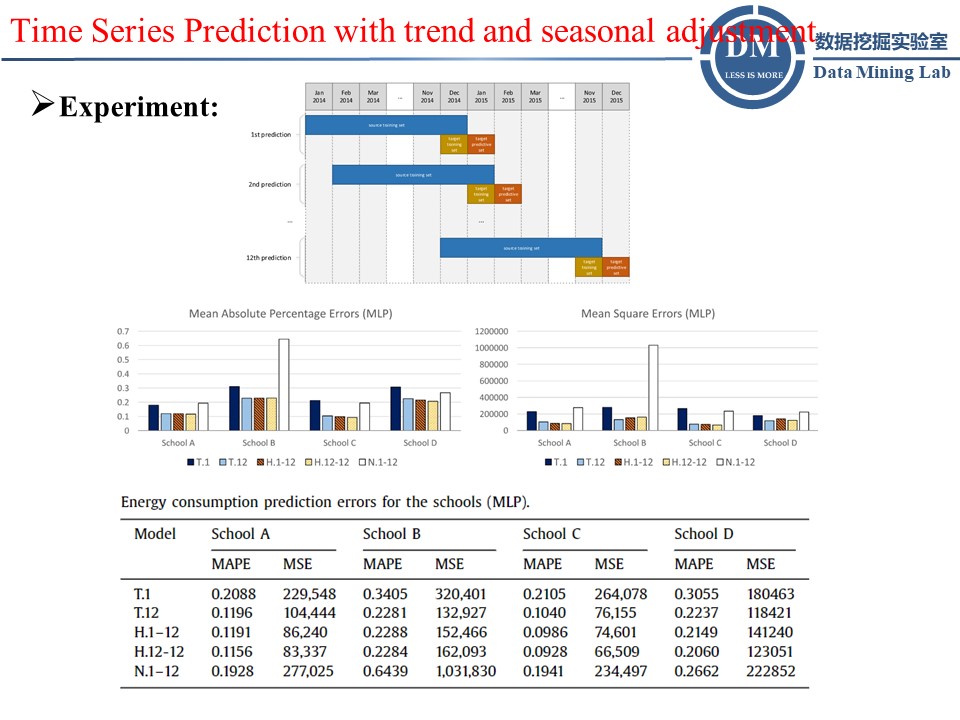 Time Series Prediction with trend and seasonal adjustment
DM
LESS IS MORE
数据挖掘实验室
Data Mining Lab
➢Experiment:
Jan 2014 Feb 2014 Mar 2014 ... Nov 2014 Dec 2014 Jan 2015 Feb 2015 Mar 2015 ... Nov 2015 Dec 2015
1st prediction
source training set
target training set
target predictive set
2nd prediction
source training set
target training set
target predictive set
... ...
12th prediction
source training set
target training set
target predictive set
Mean Absolute Percentage Errors (MLP)
0.7
0.6
0.5
0.4
0.3
0.2
0.1
0
School A School B School C School D
T.1 T.12 H.1-12 H.12-12 N.1-12
Mean Square Errors (MLP)
1200000
1000000
800000
600000
400000
200000
0
School A School B School C School D
T.1 T.12 H.1-12 H.12-12 N.1-12
Energy consumption prediction errors for the schools (MLP).
Model School A School B School C School D
MAPE MSE MAPE MSE MAPE MSE MAPE MSE
T.1 0.2088 229,548 0.3405 320,401 0.2105 264,078 0.3055 180463
T.12 0.1196 104,444 0.2281 132,927 0.1040 76,155 0.2237 118421
H.1–12 0.1191 86,240 0.2288 152,466 0.0986 74,601 0.2149 141240
H.12-12 0.1156 83,337 0.2284 162,093 0.0928 66,509 0.2060 123051
N.1–12 0.1928 277,025 0.6439 1,031,830 0.1941 234,497 0.2662 222852